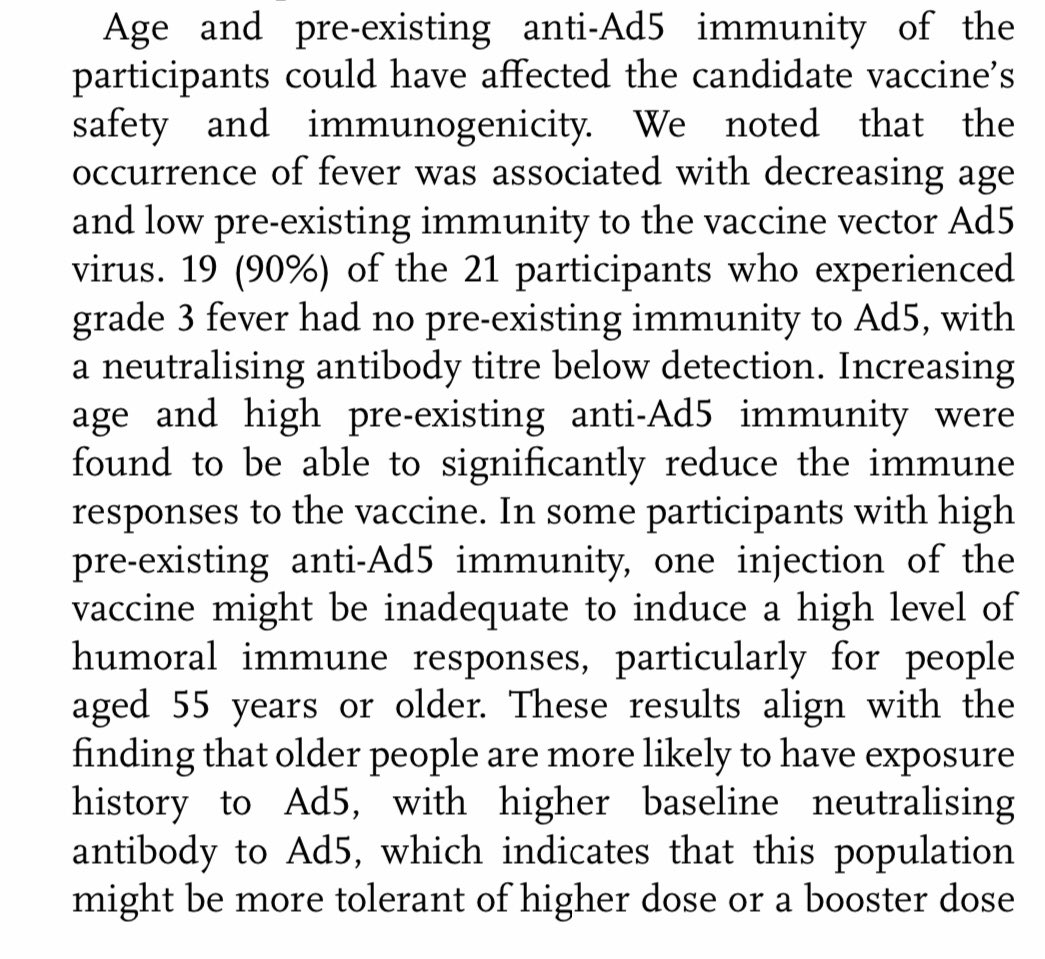 Age and pre-existing anti-Ad5 immunity of the
participants could have affected the candidate vaccine’s
safety and immunogenicity. We noted that the
occurrence of fever was associated with decreasing age
and low pre-existing immunity to the vaccine vector Ad5
virus. 19 (90%) of the 21 participants who experienced
grade 3 fever had no pre-existing immunity to Ad5, with
a neutralising antibody titre below detection. Increasing
age and high pre-existing anti-Ad5 immunity were
found to be able to significantly reduce the immune
responses to the vaccine. In some participants with high
pre-existing anti-Ad5 immunity, one injection of the
vaccine might be inadequate to induce a high level of
humoral immune responses, particularly for people
aged 55 years or older. These results align with the
finding that older people are more likely to have exposure
history to Ad5, with higher baseline neutralising
antibody to Ad5, which indicates that this population
might be more tolerant of higher dose or a booster dose